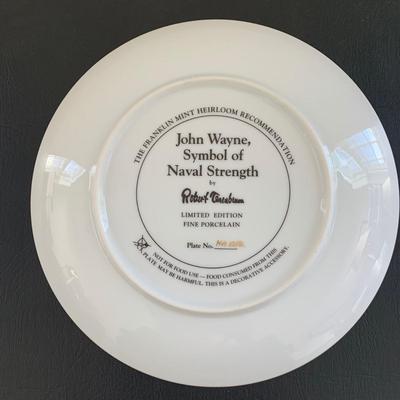 THE FRANKLIN MINT HEIRLOOM RECOMMENDATION
John Wayne,
Symbol of
Naval Strength
by
Robert Tanenbaum
LIMITED EDITION
FINE PORCELAIN
Plate No.
NOT FOR FOOD USE — FOOD CONSUMED FROM THIS
PLATE MAY BE HARMFUL. THIS IS A DECORATIVE ACCESSORY.